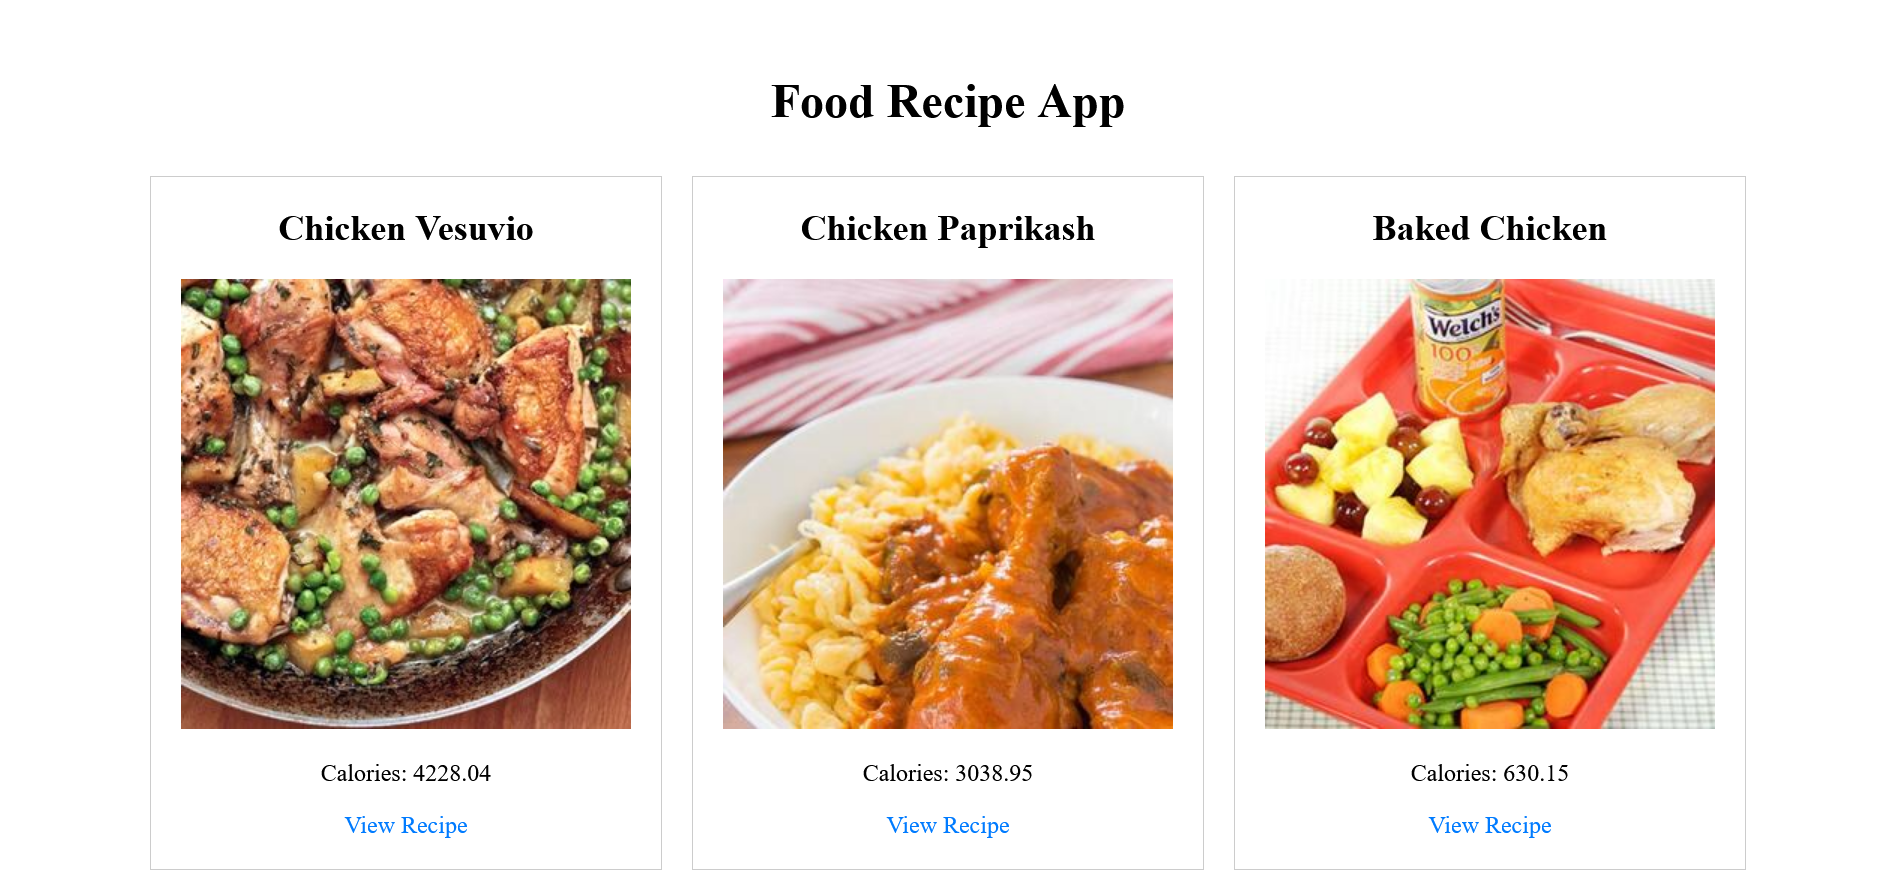 Food Recipe App
Chicken Vesuvio
Chicken Paprikash
Baked Chicken
Welch's
100
Calories: 4228.04
Calories: 3038.95
Calories: 630.15
View Recipe
View Recipe
View Recipe